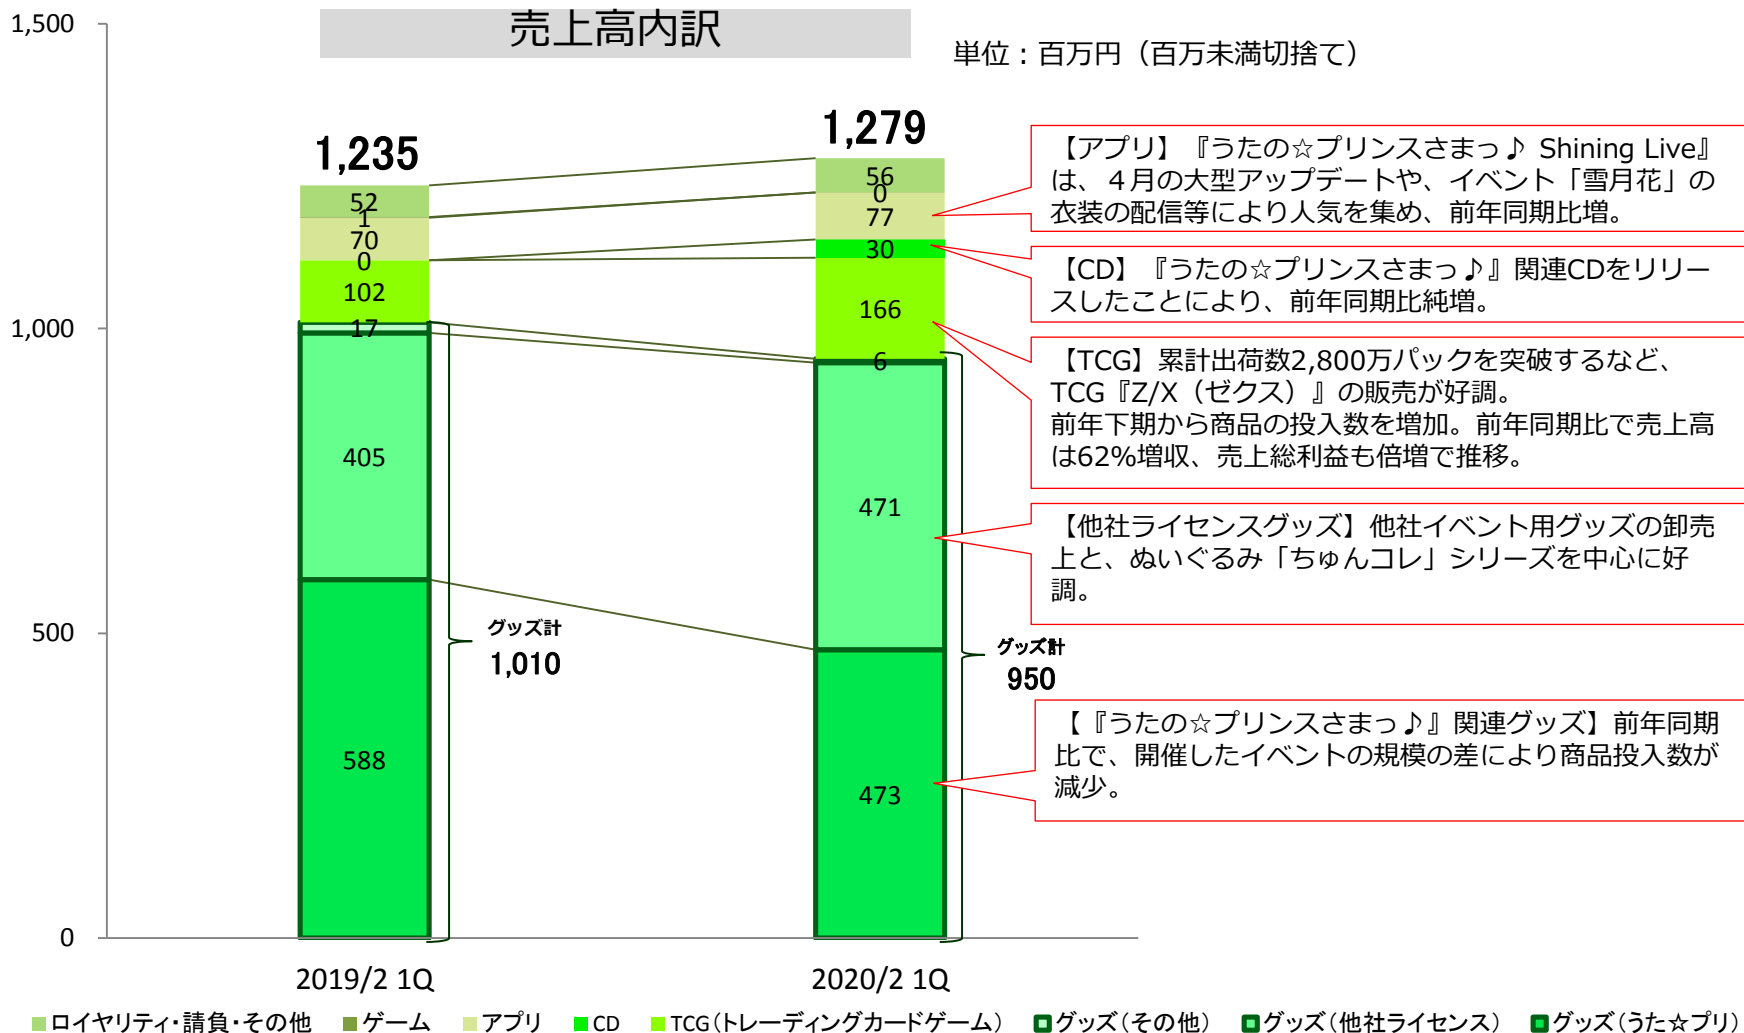 売上高内訳
単位：百万円（百万未満切捨て）
1,500
1,000
500
0
1,235
52
1
70
0
102
17
405
588
グッズ計
1,010
1,279
56
0
77
30
166
6
471
473
グッズ計
950
【アプリ】『うたの☆プリンスさまっ♪ Shining Live』
は、４月の大型アップデートや、イベント「雪月花」の
衣装の配信等により人気を集め、前年同期比増。
【CD】『うたの☆プリンスさまっ♪』関連CDをリリー
スしたことにより、前年同期比純増。
【TCG】累計出荷数2,800万パックを突破するなど、
TCG『Z/X（ゼクス）』の販売が好調。
前年下期から商品の投入数を増加。前年同期比で売上高
は62%増収、売上総利益も倍増で推移。
【他社ライセンスグッズ】他社イベント用グッズの卸売
上と、ぬいぐるみ「ちゅんコレ」シリーズを中心に好
調。
【『うたの☆プリンスさまっ♪』関連グッズ】前年同期
比で、開催したイベントの規模の差により商品投入数が
減少。
2019/2 1Q
2020/2 1Q
ロイヤリティ・請負・その他 ゲーム アプリ CD TCG（トレーディングカードゲーム） グッズ（その他） グッズ（他社ライセンス） グッズ（うた☆プリ）